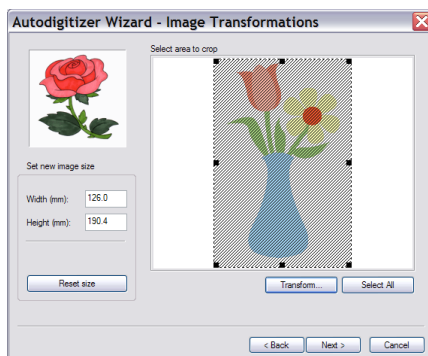 Autodigitizer Wizard - Image Transformations
Select area to crop
Set new image size
Width (mm): 126.0
Height (mm): 190.4
Reset size
Transform... Select All
< Back Next > Cancel